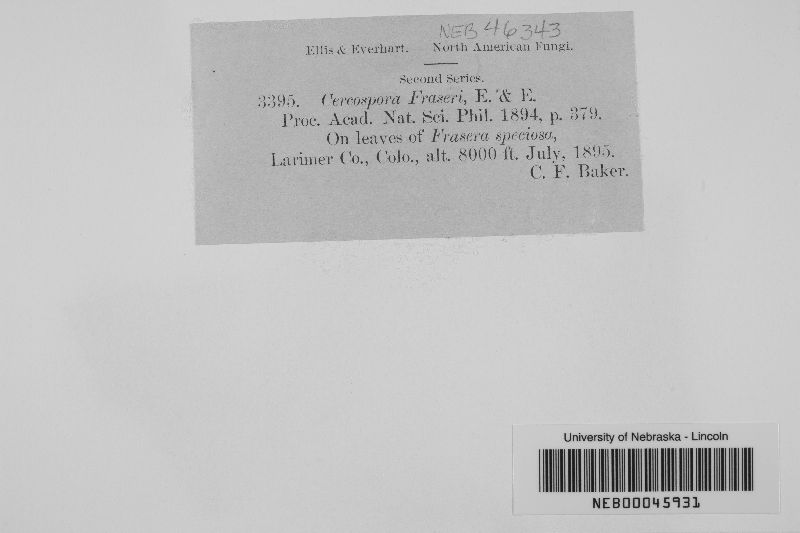 NEB 46343
Ellis & Everhart. North American Fungi.
Second Series.
3395. Cercospora Fraseri, E. & E.
Proc. Acad. Nat. Sci. Phil. 1894, p. 379.
On leaves of Frasera speciosa,
Larimer Co., Colo., alt. 8000 ft. July, 1895.
C. F. Baker.
University of Nebraska - Lincoln
NEB00045931